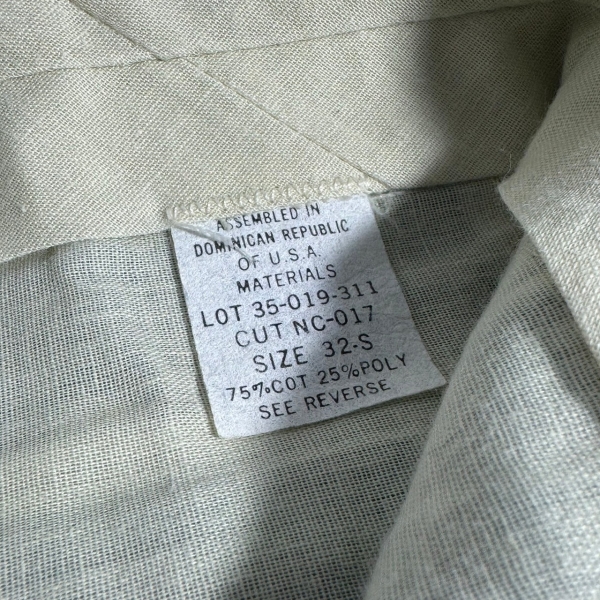 ASSEMBLED IN
DOMINICAN REPUBLIC
OF U.S.A.
MATERIALS
LOT 35-019-311
CUT NC-017
SIZE 32-S
75%COT 25%POLY
SEE REVERSE